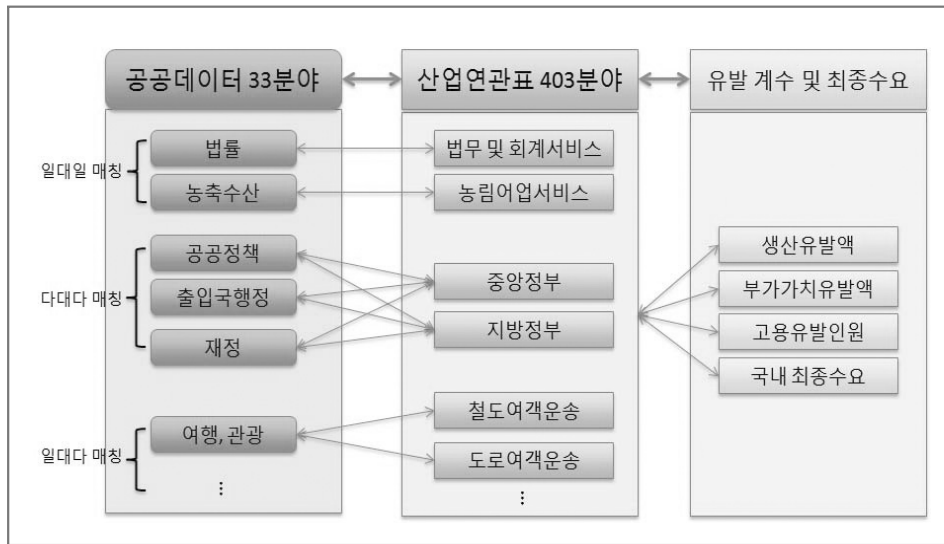 공공데이터 33분야
산업연관표 403분야
유발 계수 및 최종수요
일대일 매칭
법률
법무 및 회계서비스
농축수산
농림어업서비스
다대다 매칭
공공정책
출입국행정
재정
중앙정부
지방정부
생산유발액
부가가치유발액
고용유발인원
국내 최종수요
일대다 매칭
여행, 관광
철도여객운송
도로여객운송
⋮
⋮